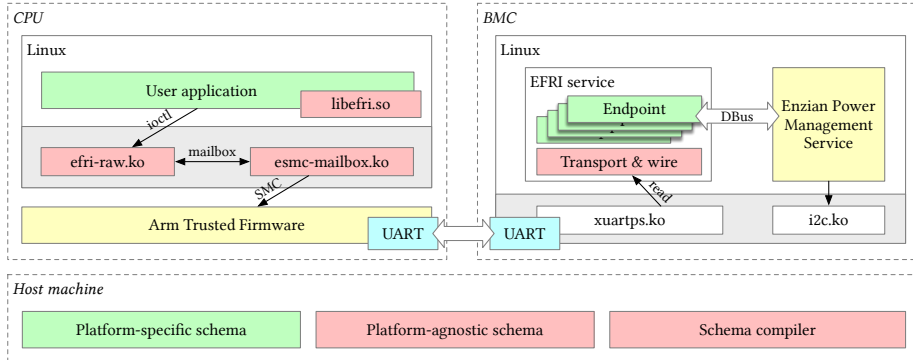 CPU
Linux
User application
libefri.so
ioctl
efri-raw.ko
mailbox
esmc-mailbox.ko
SMC
Arm Trusted Firmware
UART
BMC
Linux
EFRI service
Endpoint
Transport & wire
read
xuartps.ko
UART
DBus
Enzian Power
Management
Service
i2c.ko
Host machine
Platform-specific schema
Platform-agnostic schema
Schema compiler